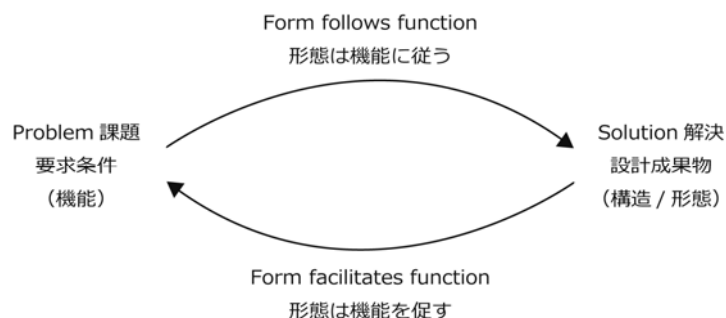 Form follows function
形態は機能に従う
Problem 課題
要求条件
（機能）
Solution 解決
設計成果物
（構造 / 形態）
Form facilitates function
形態は機能を促す